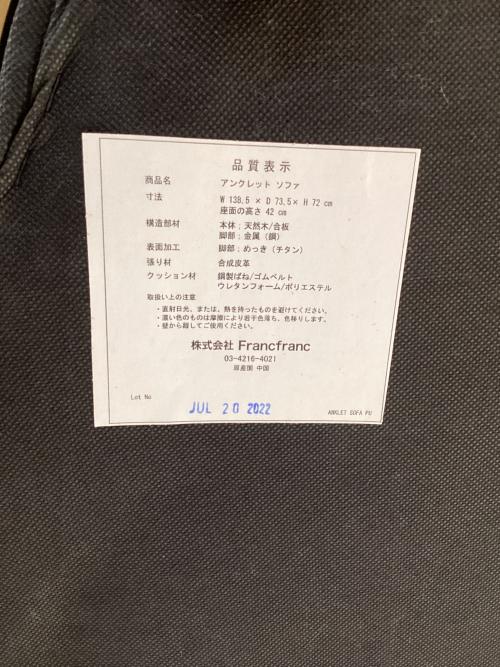 品質表示
商品名 アンクレット ソファ
寸法 W 138.5 × D 73.5× H 72 cm
座面の高さ 42 cm
構造部材 本体；天然木/合板
脚部；金属（鋼）
表面加工 脚部；めっき（チタン）
張り材 合成皮革
クッション材 鋼製ばね/ゴムベルト
ウレタンフォーム/ポリエステル
取扱い上の注意
・直射日光、または、熱を持ったものを避けてください。
・濃い色のものは摩擦により若干色落ち、色移りします。
・壁から離してご使用ください。
株式会社 Francfranc
03-4216-4021
原産国 中国
Lot No JUL 20 2022 ANKLET SOFA PU